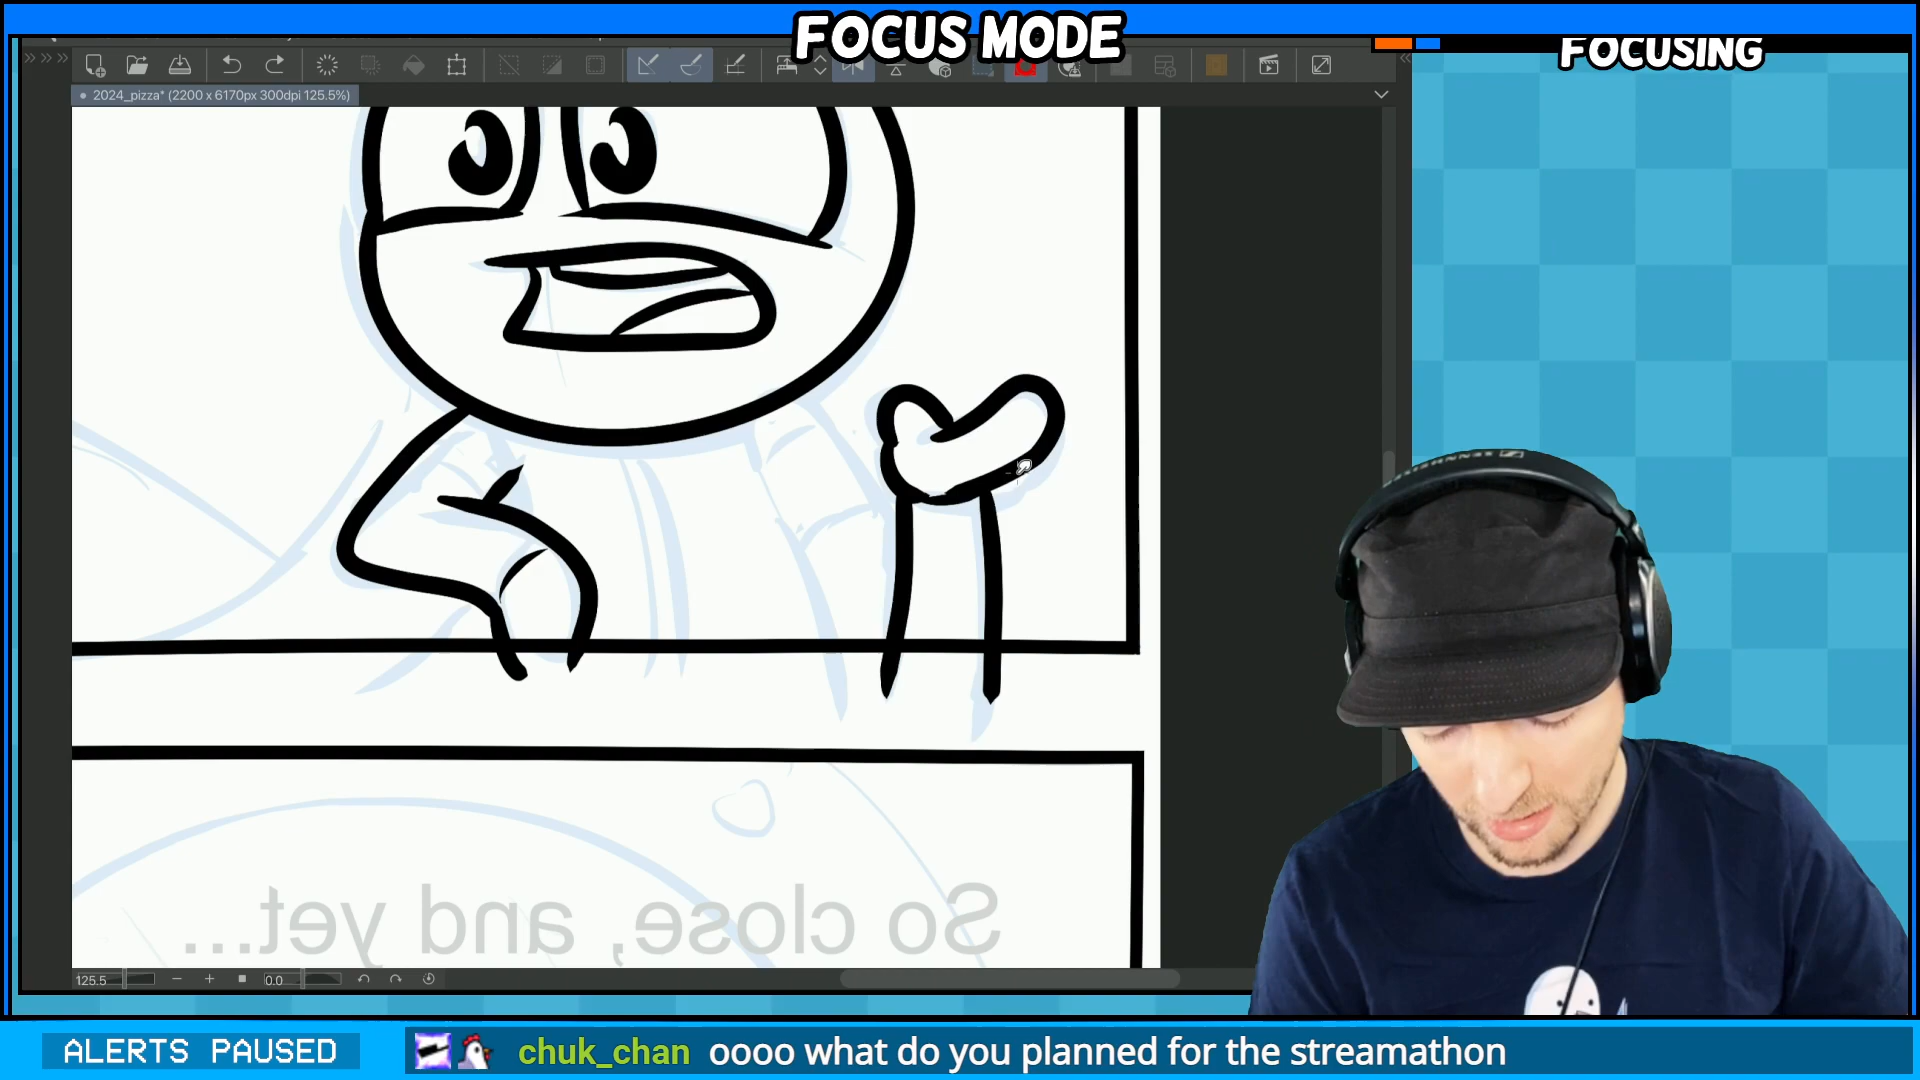 FOCUS MODE
FOCUSING
2024_pizza* (2200 x 6170px 300dpi 125.5%)
So close, and yet...
125.5
0.0
ALERTS PAUSED
chuk_chan oooo what do you planned for the streamathon
SENNHEISER